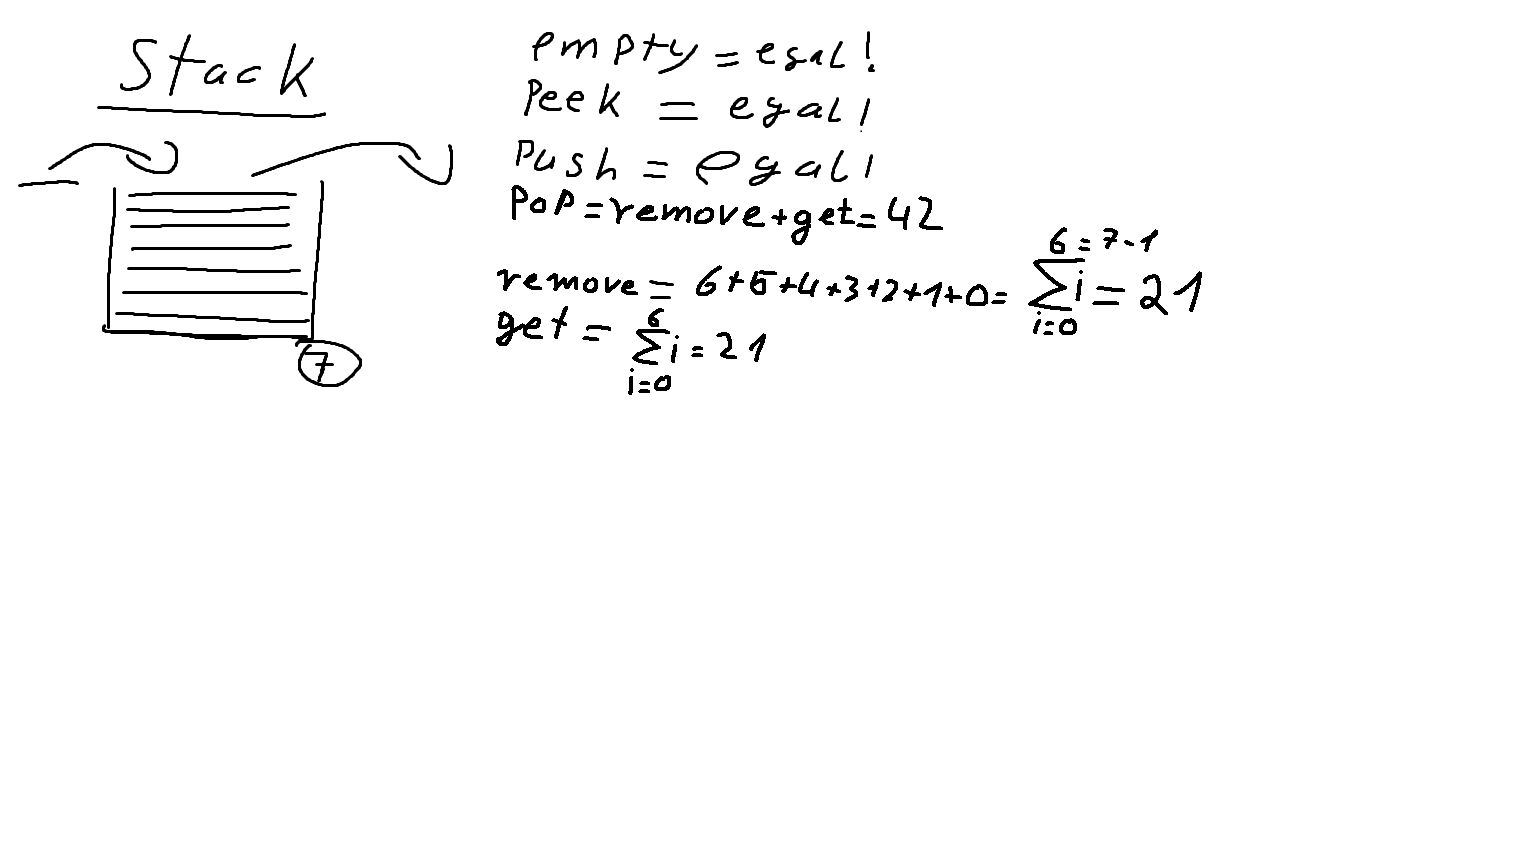 Stack
empty = egal!
Peek = egal!
Push = egal!
PoP = remove + get = 42
remove = 6+5+4+3+2+1+0 = \sum_{i=0}^{6=7-1} i = 21
get = \sum_{i=0}^{6} i = 21
7